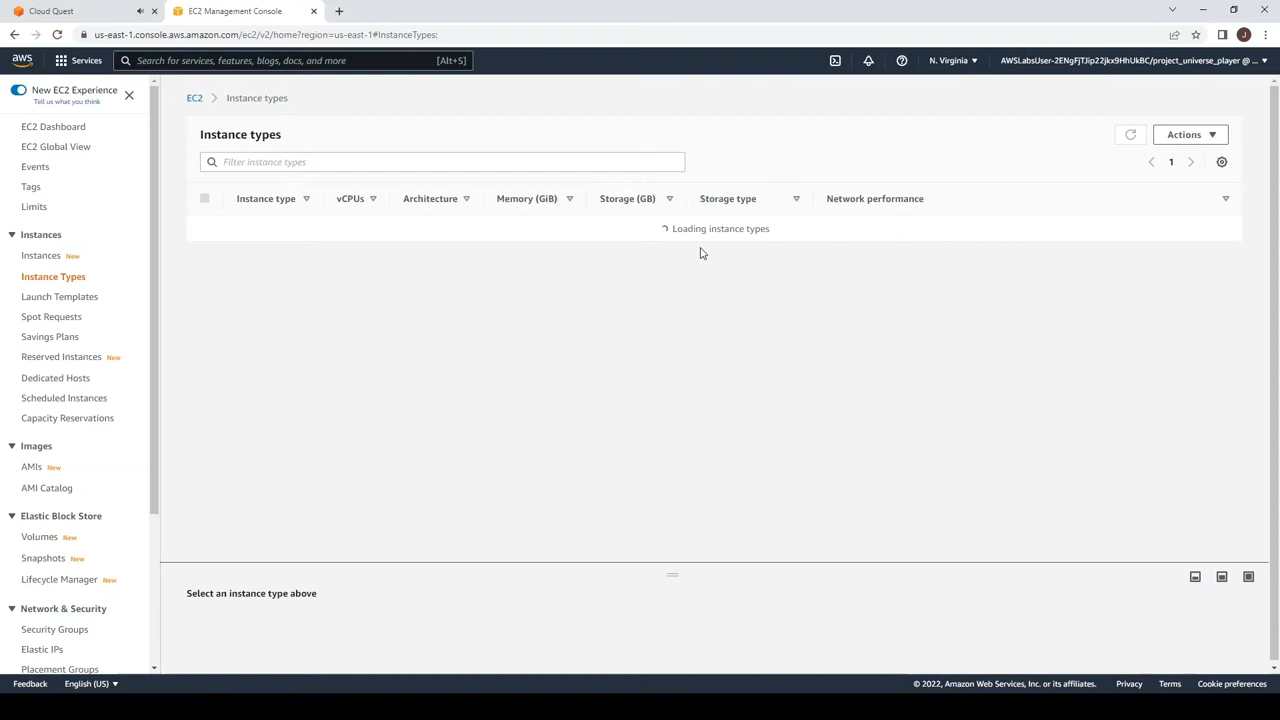 Cloud Quest
EC2 Management Console
us-east-1.console.aws.amazon.com/ec2/v2/home?region=us-east-1#InstanceTypes:
J
aws
Services
Search for services, features, blogs, docs, and more
[Alt+S]
N. Virginia
AWSLabsUser-2ENgFjTJip22jkx9HhUkBC/project_universe_player @ ...
New EC2 Experience
Tell us what you think
EC2 Dashboard
EC2 Global View
Events
Tags
Limits
Instances
Instances New
Instance Types
Launch Templates
Spot Requests
Savings Plans
Reserved Instances New
Dedicated Hosts
Scheduled Instances
Capacity Reservations
Images
AMIs New
AMI Catalog
Elastic Block Store
Volumes New
Snapshots New
Lifecycle Manager New
Network & Security
Security Groups
Elastic IPs
Placement Groups
EC2 > Instance types
Instance types
Actions
Filter instance types
1
Instance type
vCPUs
Architecture
Memory (GiB)
Storage (GB)
Storage type
Network performance
Loading instance types
Select an instance type above
Feedback
English (US)
© 2022, Amazon Web Services, Inc. or its affiliates.
Privacy
Terms
Cookie preferences